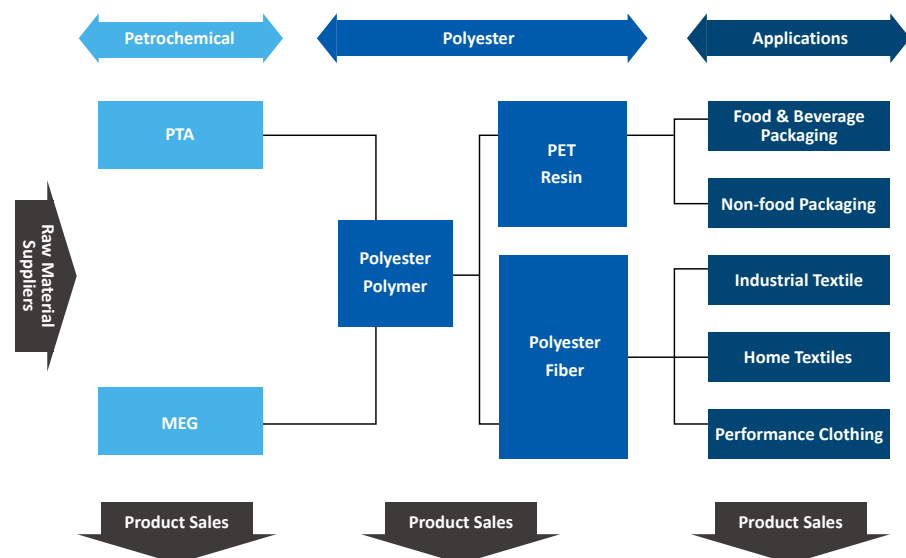 Petrochemical
Polyester
Applications
PTA
PET
Resin
Food & Beverage
Packaging
Non-food Packaging
Raw Material
Suppliers
Polyester
Polymer
Industrial Textile
Polyester
Fiber
Home Textiles
MEG
Performance Clothing
Product Sales
Product Sales
Product Sales